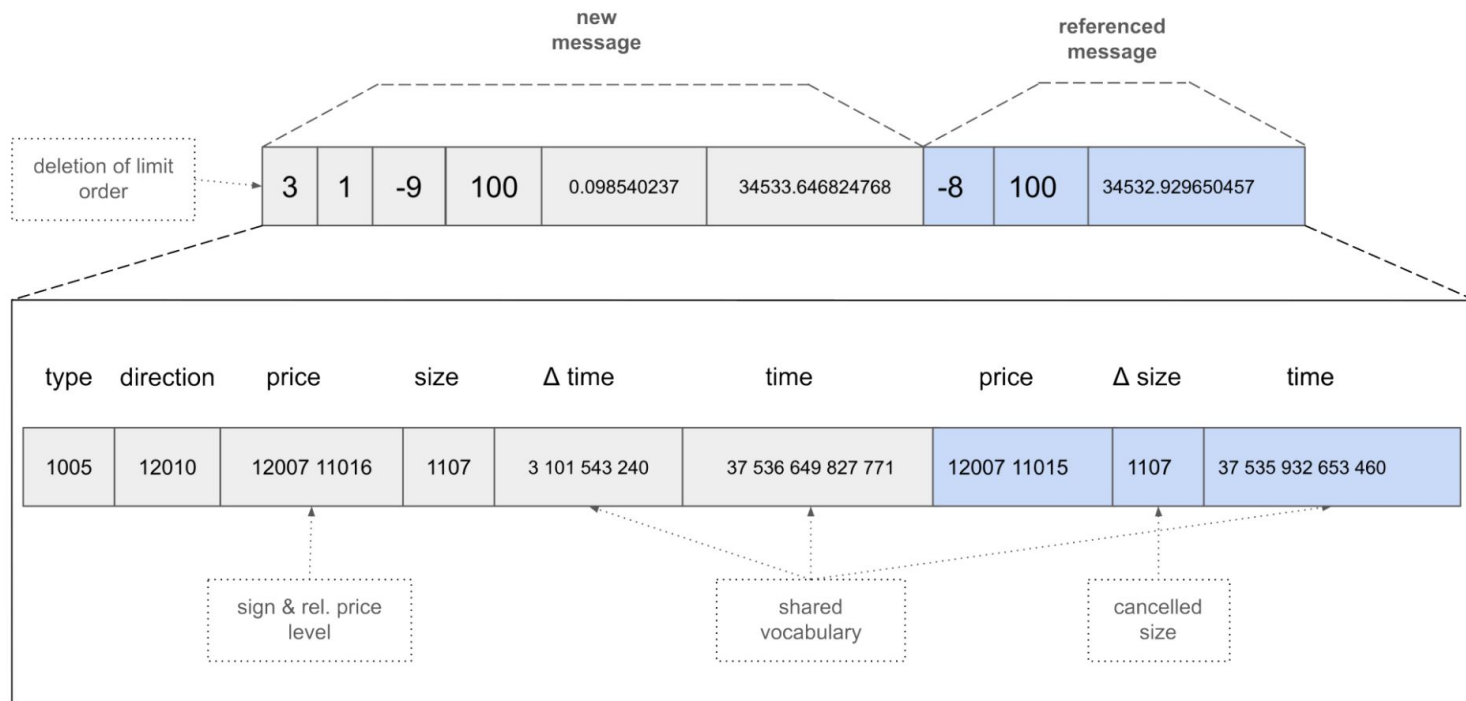 new
message
referenced
message
deletion of limit
order
3 1 -9 100 0.098540237 34533.646824768 -8 100 34532.929650457
type direction price size Δ time time price Δ size time
1005 12010 12007 11016 1107 3 101 543 240 37 536 649 827 771 12007 11015 1107 37 535 932 653 460
sign & rel. price
level
shared
vocabulary
cancelled
size